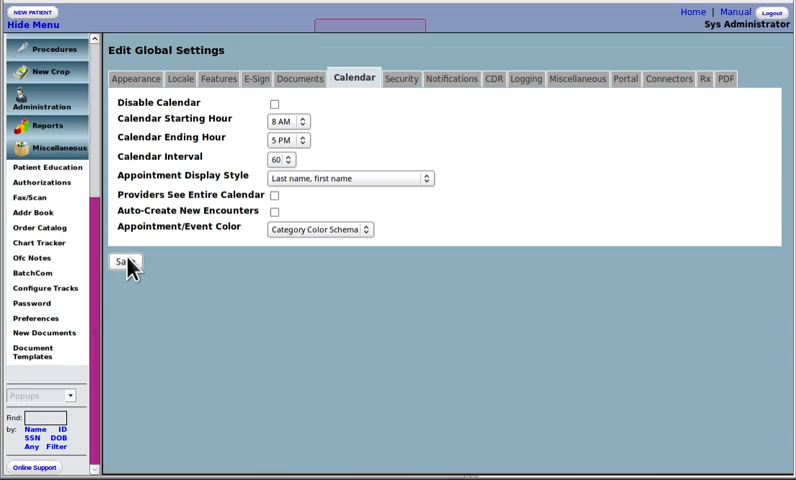 NEW PATIENT
Hide Menu
Home | Manual Logout
Sys Administrator
Procedures
New Crop
Administration
Reports
Miscellaneous
Patient Education
Authorizations
Fax/Scan
Addr Book
Order Catalog
Chart Tracker
Ofc Notes
BatchCom
Configure Tracks
Password
Preferences
New Documents
Document
Templates
Popups
Find:
by: Name ID
SSN DOB
Any Filter
Online Support
Edit Global Settings
Appearance Locale Features E-Sign Documents Calendar Security Notifications CDR Logging Miscellaneous Portal Connectors Rx PDF
Disable Calendar
Calendar Starting Hour 8 AM
Calendar Ending Hour 5 PM
Calendar Interval 60
Appointment Display Style Last name, first name
Providers See Entire Calendar
Auto-Create New Encounters
Appointment/Event Color Category Color Schema